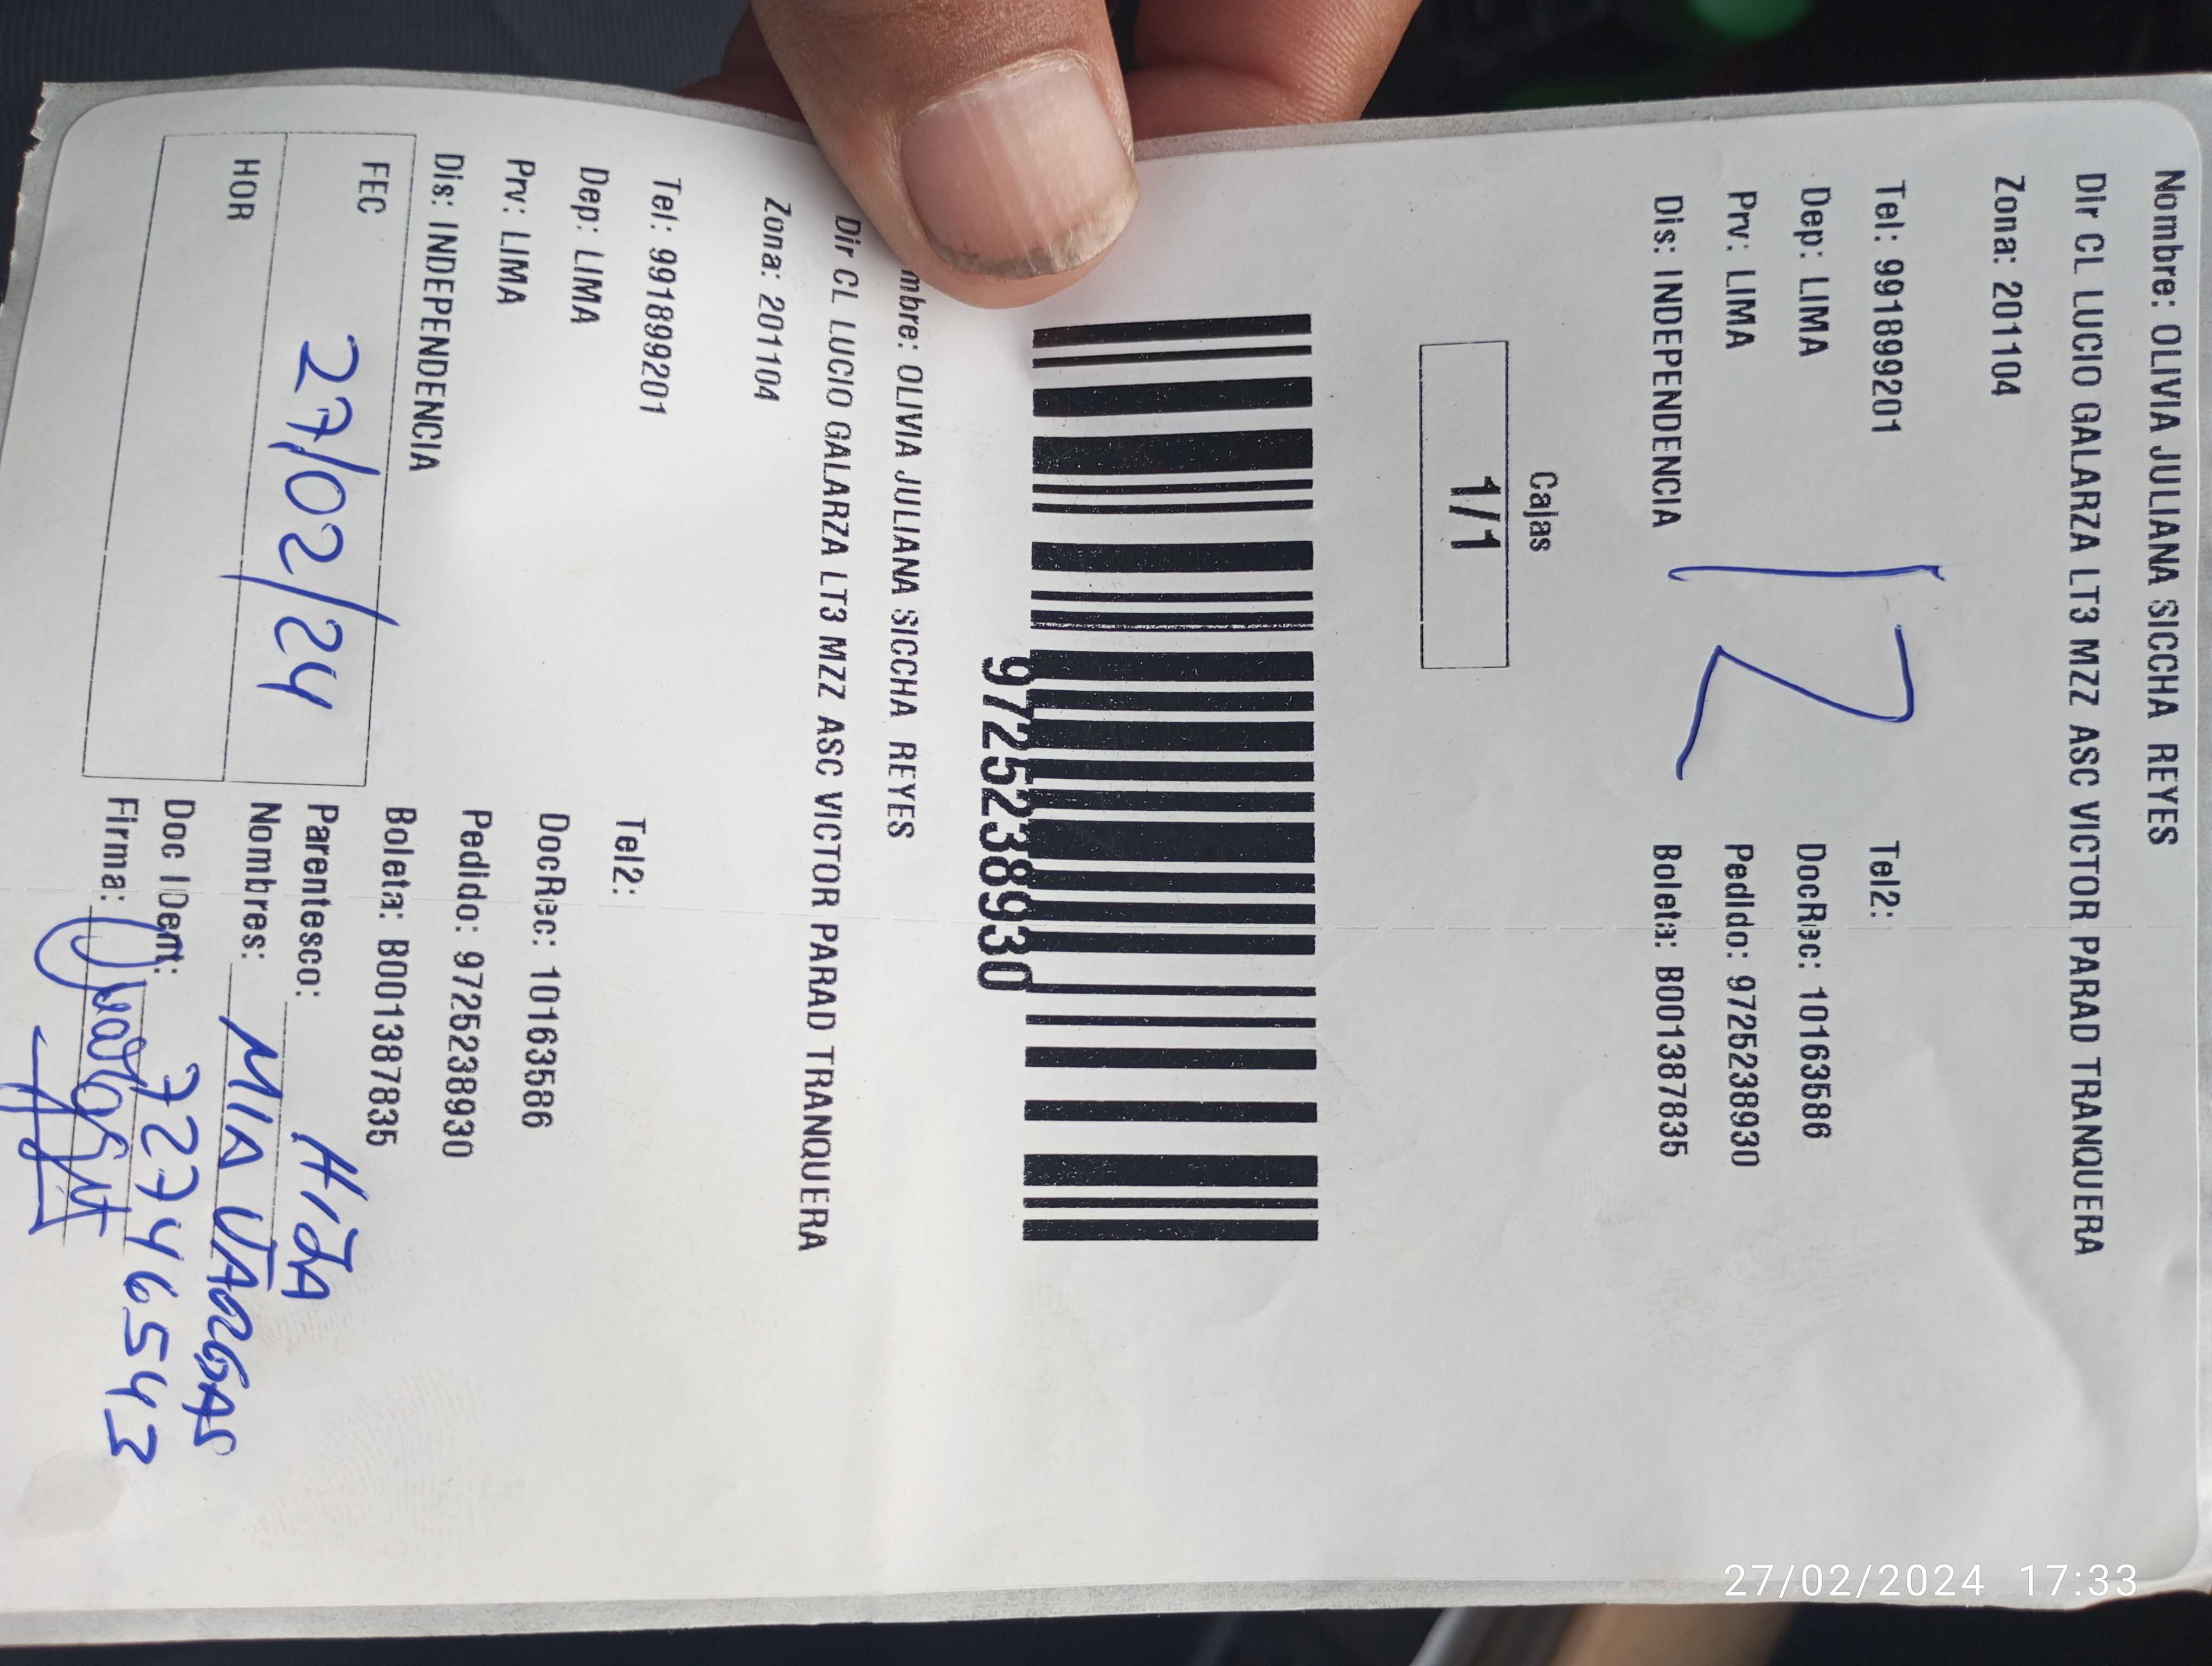 Nombre: OLIVIA JULIANA SICCHA REYES
Dir CL LUCIO GALARZA LT3 MZZ ASC VICTOR PARAD TRANQUERA
Zona: 201104
Tel: 991899201 Tel2:
Dep: LIMA DocRec: 10163586
Prv: LIMA Pedido: 9725238930
Dis: INDEPENDENCIA Boleta: B001387835
12
Cajas
1/1
9725238930
mbre: OLIVIA JULIANA SICCHA REYES
Dir CL LUCIO GALARZA LT3 MZZ ASC VICTOR PARAD TRANQUERA
Zona: 201104
Tel: 991899201 Tel2:
Dep: LIMA DocRec: 10163586
Prv: LIMA Pedido: 9725238930
Dis: INDEPENDENCIA Boleta: B001387835
FEC 27/02/24 Parentesco: HIJA
HOR Nombres: MIA VARGAS
Doc IDent: 72746543
Firma:
27/02/2024 17:33